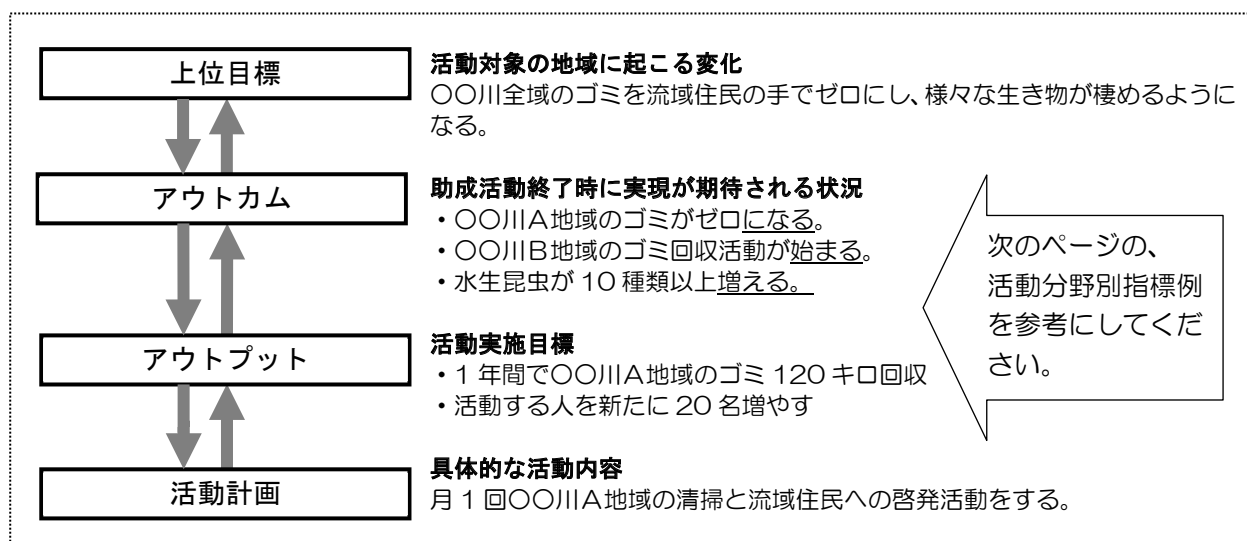 上位目標
活動対象の地域に起こる変化
〇〇川全域のゴミを流域住民の手でゼロにし、様々な生き物が棲めるように
なる。
アウトカム
助成活動終了時に実現が期待される状況
・〇〇川A地域のゴミがゼロになる。
・〇〇川B地域のゴミ回収活動が始まる。
・水生昆虫が 10 種類以上増える。
次のページの、
活動分野別指標例
を参考にしてくだ
さい。
アウトプット
活動実施目標
・1 年間で〇〇川A地域のゴミ 120 キロ回収
・活動する人を新たに 20 名増やす
活動計画
具体的な活動内容
月 1 回〇〇川A地域の清掃と流域住民への啓発活動をする。